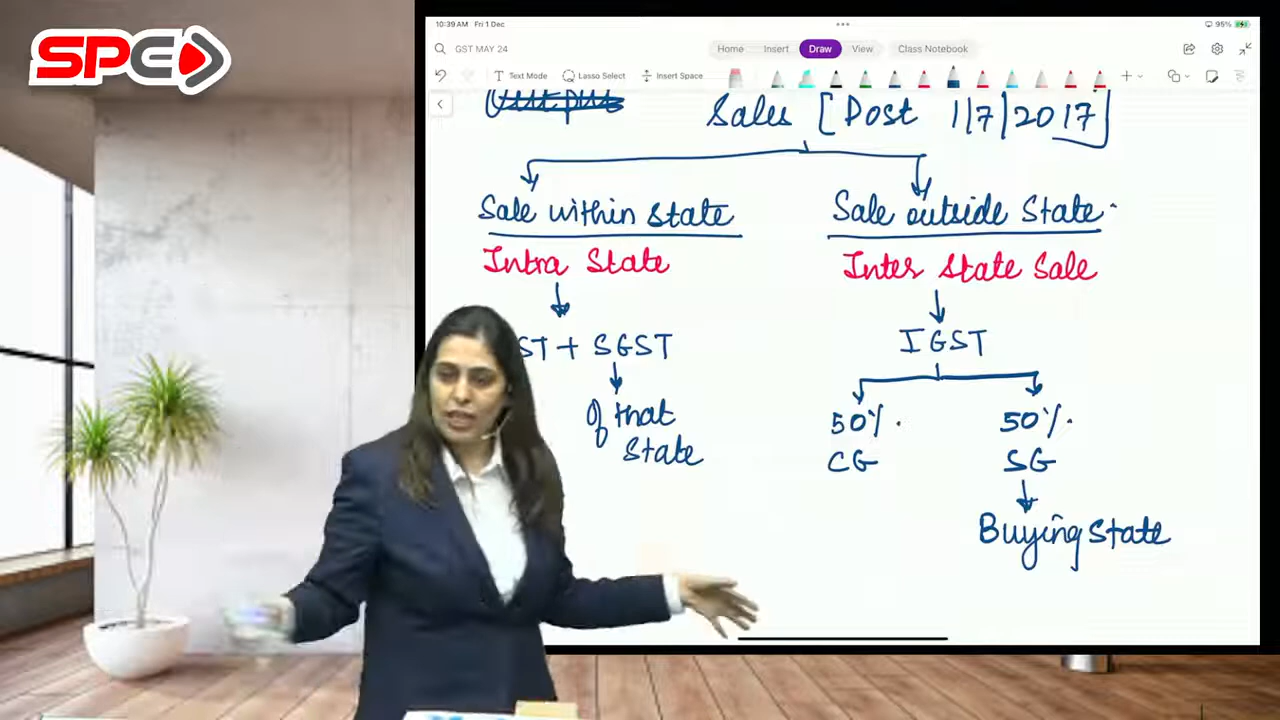 SPC
10:39 AM Fri 1 Dec
95%
GST MAY 24
Home Insert Draw View Class Notebook
Text Mode Lasso Select Insert Space
Sales [Post 1/7/2017]
Sale within state
Sale outside State
Intra State
Inter State Sale
ST + SGST
IGST
Of that
State
50% 50%
CG SG
Buying State